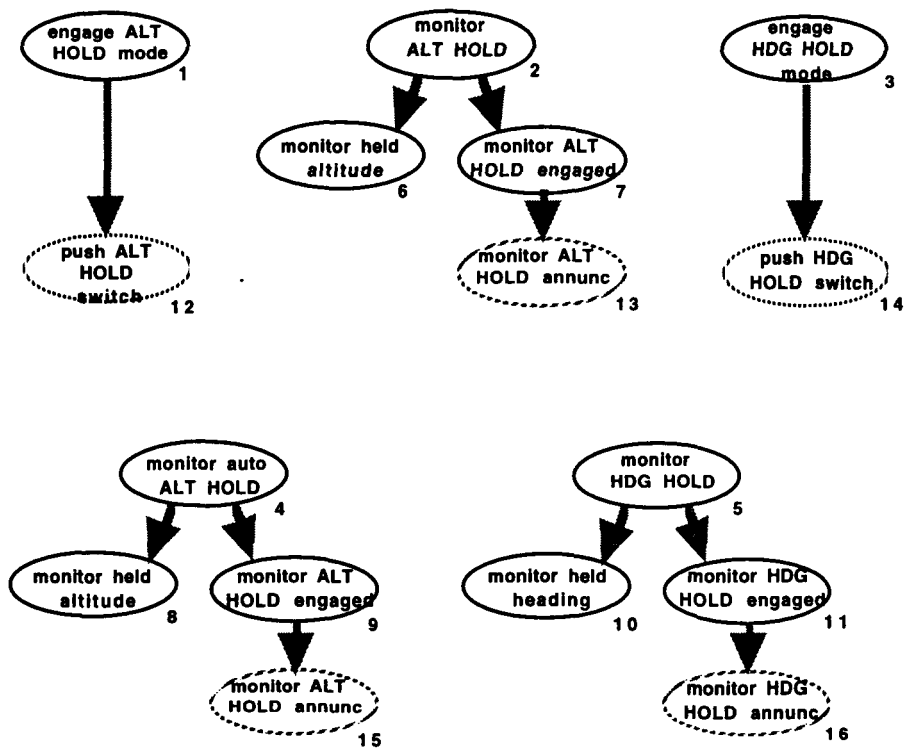 engage ALT
HOLD mode
1
monitor
ALT HOLD
2
engage
HDG HOLD
mode
3
monitor held
altitude
6
monitor ALT
HOLD engaged
7
push ALT
HOLD
switch
12
monitor ALT
HOLD annunc
13
push HDG
HOLD switch
14
monitor auto
ALT HOLD
4
monitor
HDG HOLD
5
monitor held
altitude
8
monitor ALT
HOLD engaged
9
monitor held
heading
10
monitor HDG
HOLD engaged
11
monitor ALT
HOLD annunc
15
monitor HDG
HOLD annunc
16